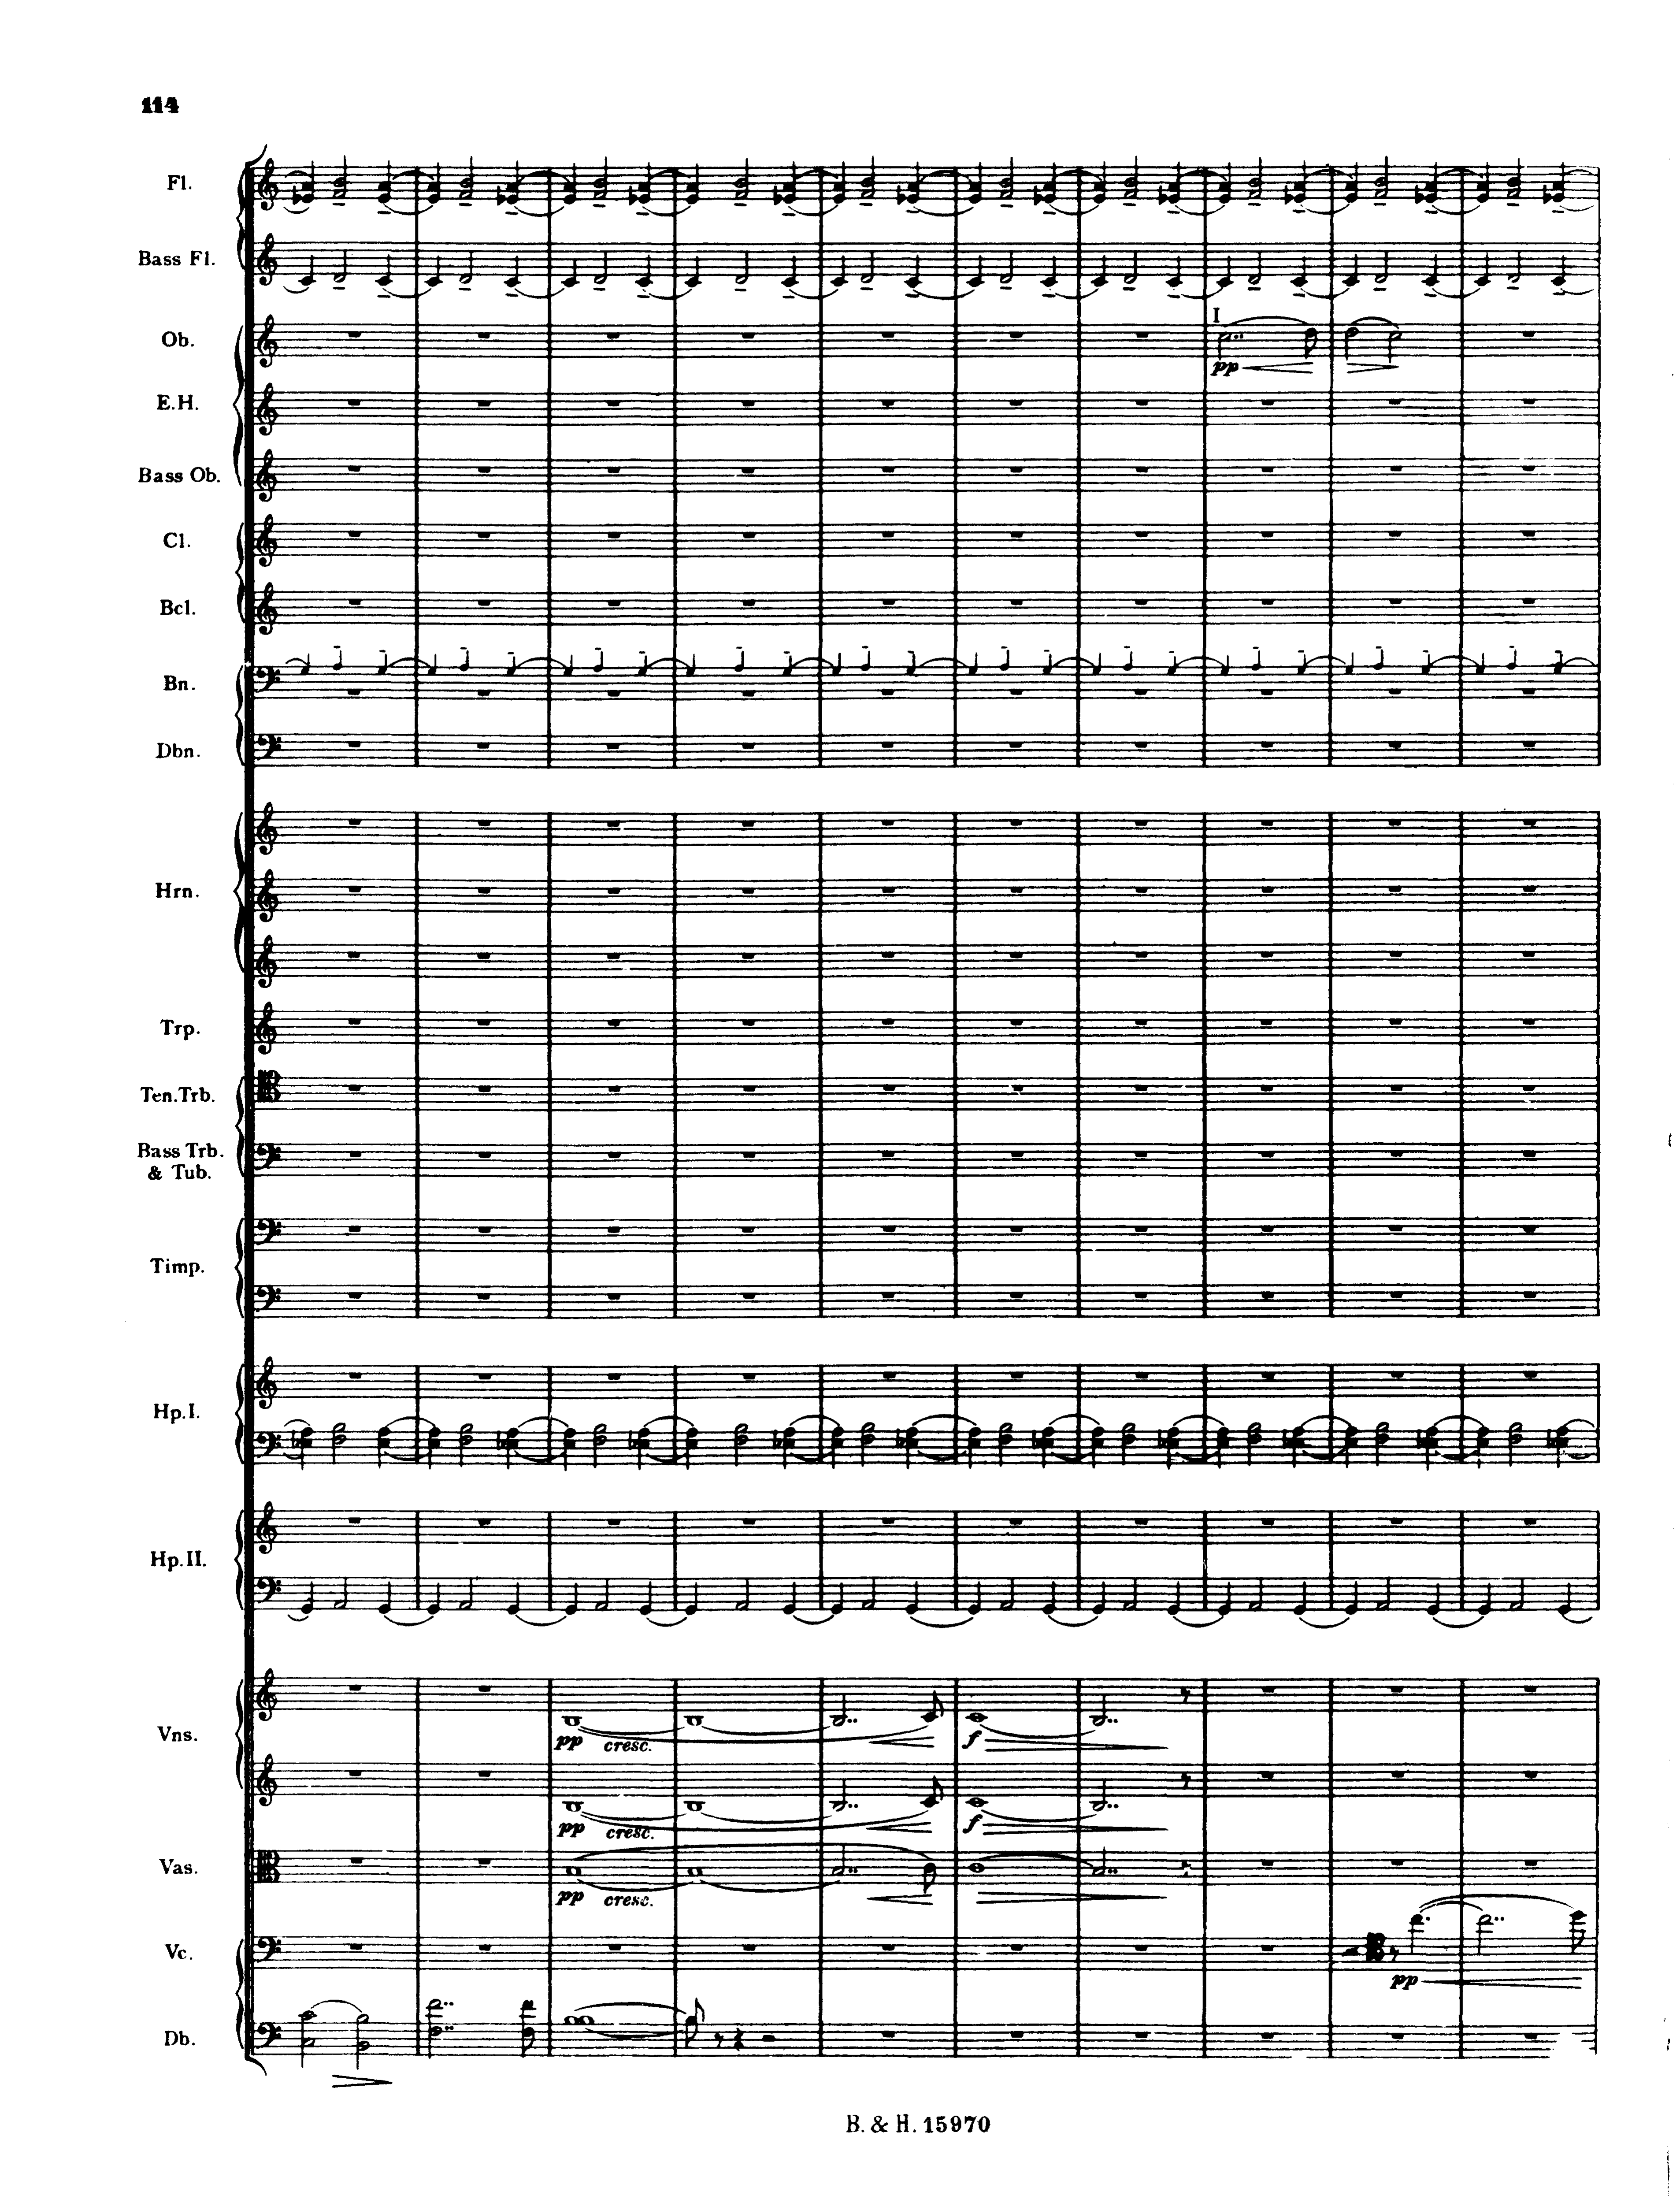 114
Fl.
Bass Fl.
I
Ob.
pp
E.H.
Bass Ob.
Cl.
Bcl.
Bn.
Dbn.
Hrn.
Trp.
Ten.Trb.
Bass Trb.
& Tub.
Timp.
Hp.I.
Hp.II.
Vns.
pp cresc. f
pp cresc. f
Vas.
pp cresc.
Vc.
pp
Db.
B. & H. 15970